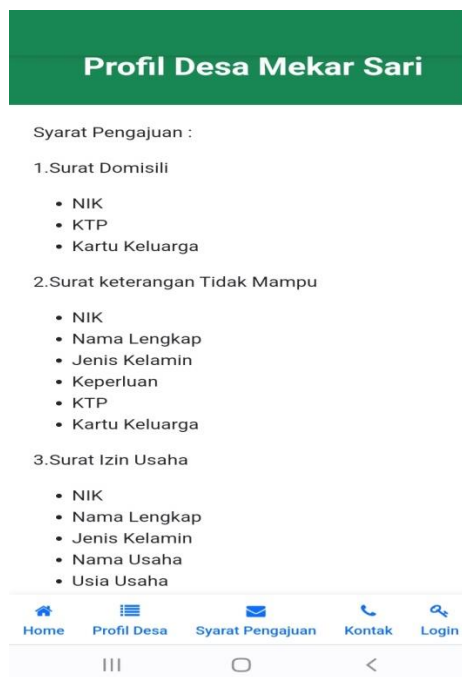 Profil Desa Mekar Sari
Syarat Pengajuan :
1.Surat Domisili
• NIK
• KTP
• Kartu Keluarga
2.Surat keterangan Tidak Mampu
• NIK
• Nama Lengkap
• Jenis Kelamin
• Keperluan
• KTP
• Kartu Keluarga
3.Surat Izin Usaha
• NIK
• Nama Lengkap
• Jenis Kelamin
• Nama Usaha
• Usia Usaha
Home Profil Desa Syarat Pengajuan Kontak Login